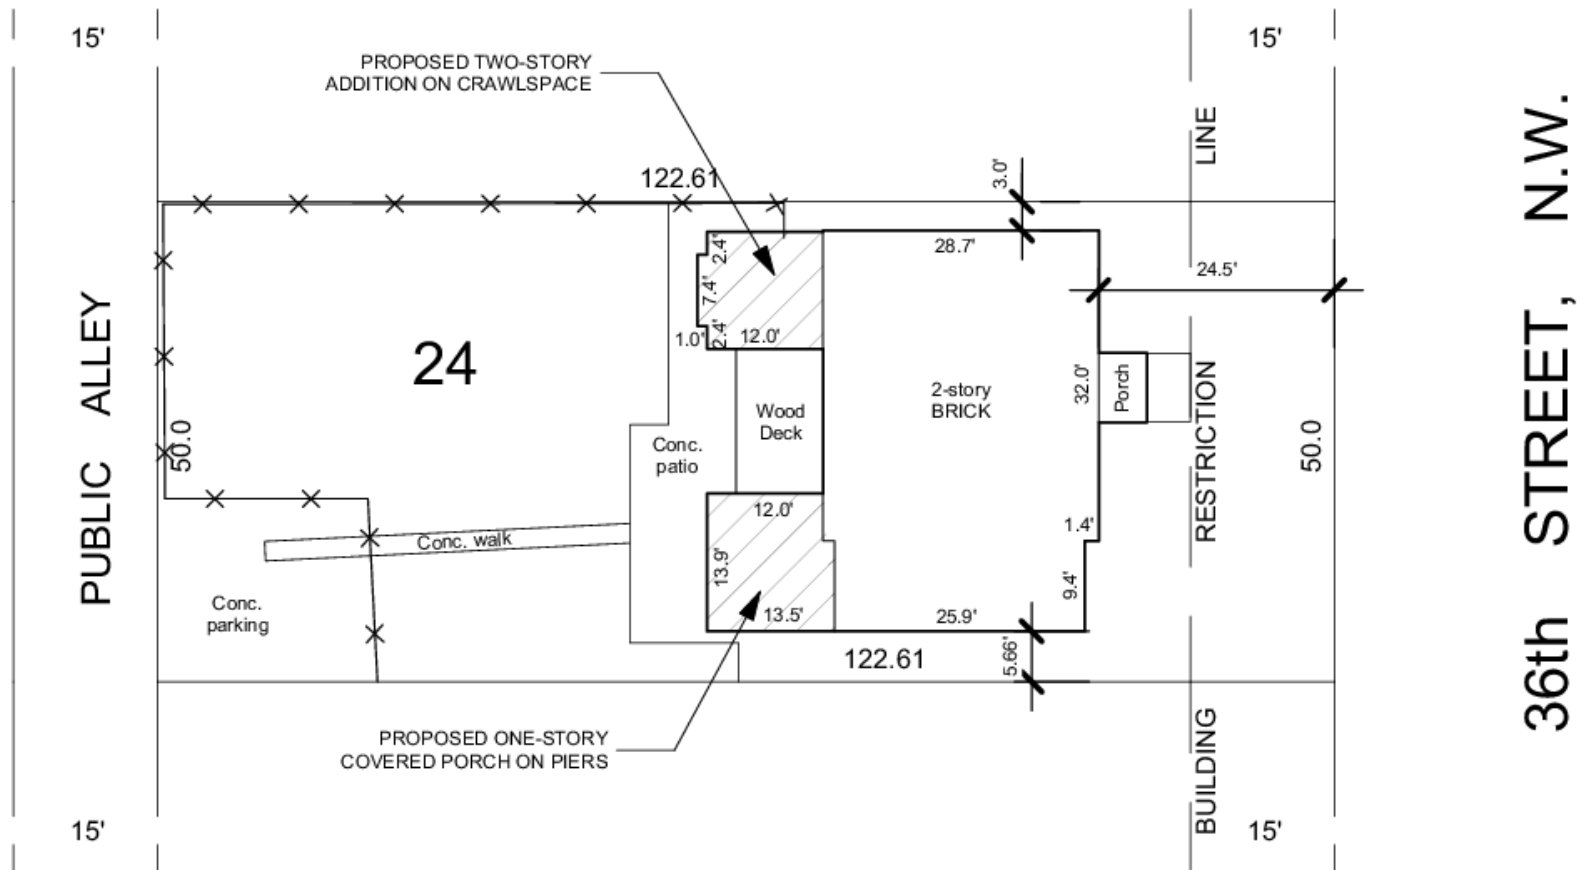 15'
15'
PROPOSED TWO-STORY
ADDITION ON CRAWLSPACE
LINE
36th STREET, N.W.
3.0'
122.61
2.4'
28.7'
24.5'
7.4'
PUBLIC ALLEY
1.0'
2.4'
12.0'
24
32.0'
Porch
RESTRICTION
2-story
BRICK
Wood
Deck
50.0
50.0
Conc.
patio
12.0'
1.4'
Conc. walk
13.9'
9.4'
Conc.
parking
13.5'
25.9'
122.61
5.66'
PROPOSED ONE-STORY
COVERED PORCH ON PIERS
BUILDING
15'
15'